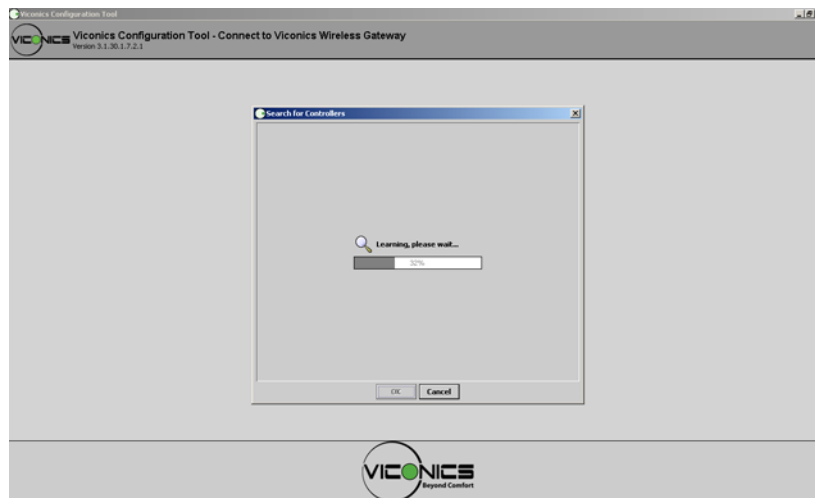 Viconics Configuration Tool
VICONICS
Viconics Configuration Tool - Connect to Viconics Wireless Gateway
Version 3.1.30.1.7.2.1
Search for Controllers
Learning, please wait...
32%
OK
Cancel
VICONICS
Beyond Comfort